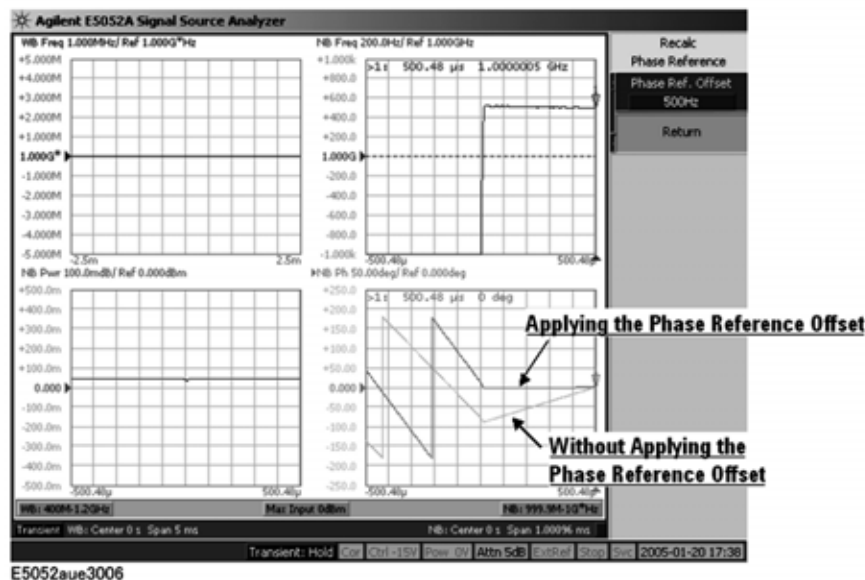 Agilent E5052A Signal Source Analyzer
WB Freq 1.000MHz/ Ref 1.000G*Hz
+5.000M
+4.000M
+3.000M
+2.000M
+1.000M
1.000G*
-1.000M
-2.000M
-3.000M
-4.000M
-5.000M
-2.5m
2.5m
NB Freq 200.0Hz/ Ref 1.000GHz
>1: 500.48 µs 1.0000005 GHz
+1.000k
+800.0
+600.0
+400.0
+200.0
1.000G
-200.0
-400.0
-600.0
-800.0
-1.000k
-500.48µ
500.48µ
Recalc
Phase Reference
Phase Ref. Offset
500Hz
Return
NB Pwr 100.0mdB/ Ref 0.000dBm
+500.0m
+400.0m
+300.0m
+200.0m
+100.0m
0.000
-100.0m
-200.0m
-300.0m
-400.0m
-500.0m
-500.48µ
500.48µ
NB Ph 50.00deg/ Ref 0.000deg
>1: 500.48 µs 0 deg
+250.0
+200.0
+150.0
+100.0
+50.00
0.000
-50.00
-100.0
-150.0
-200.0
-250.0
-500.48µ
500.48µ
Applying the Phase Reference Offset
Without Applying the
Phase Reference Offset
WB: 400M-1.2GHz
Max Input 0dBm
NB: 999.9M-1G*Hz
Transient WB: Center 0 s Span 5 ms
NB: Center 0 s Span 1.00096 ms
Transient: Hold Cor Ctrl -15V Pow 0V Attn 5dB ExtRef Stop Svc 2005-01-20 17:38
E5052aue3006